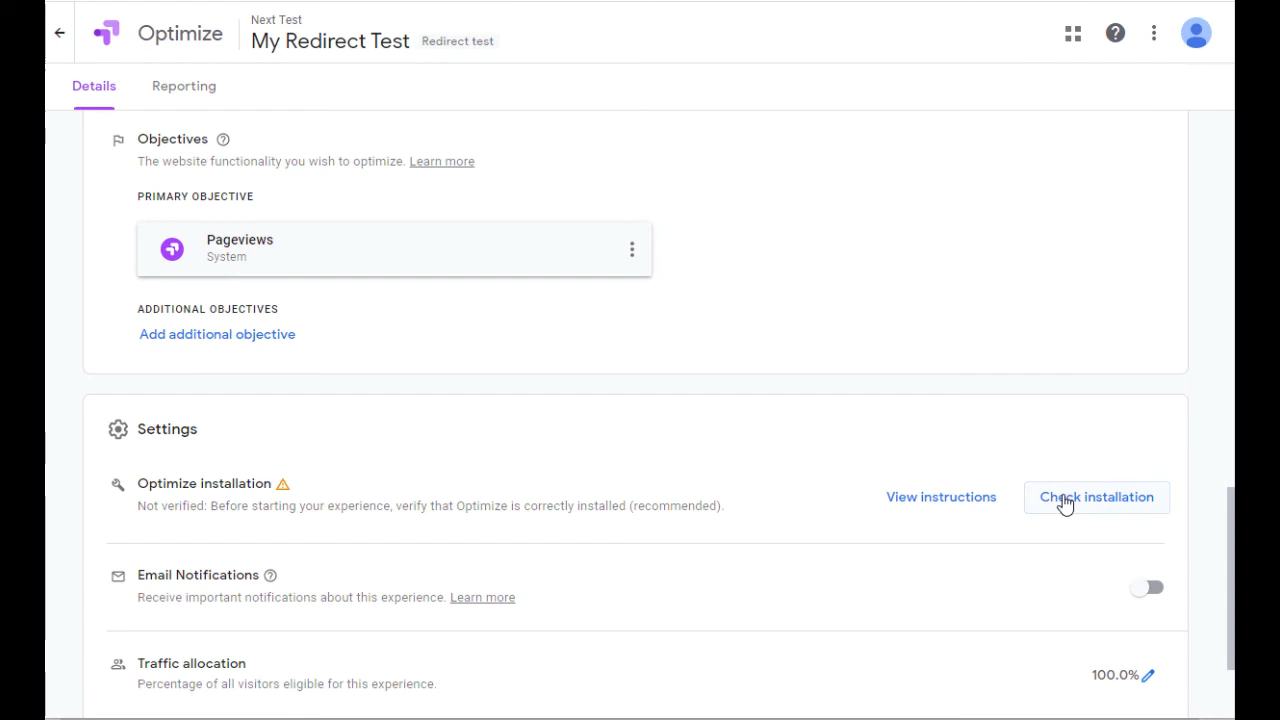 Optimize
Next Test
My Redirect Test Redirect test
Details Reporting
Objectives
The website functionality you wish to optimize. Learn more
PRIMARY OBJECTIVE
Pageviews
System
ADDITIONAL OBJECTIVES
Add additional objective
Settings
Optimize installation
Not verified: Before starting your experience, verify that Optimize is correctly installed (recommended).
View instructions Check installation
Email Notifications
Receive important notifications about this experience. Learn more
Traffic allocation
Percentage of all visitors eligible for this experience.
100.0%